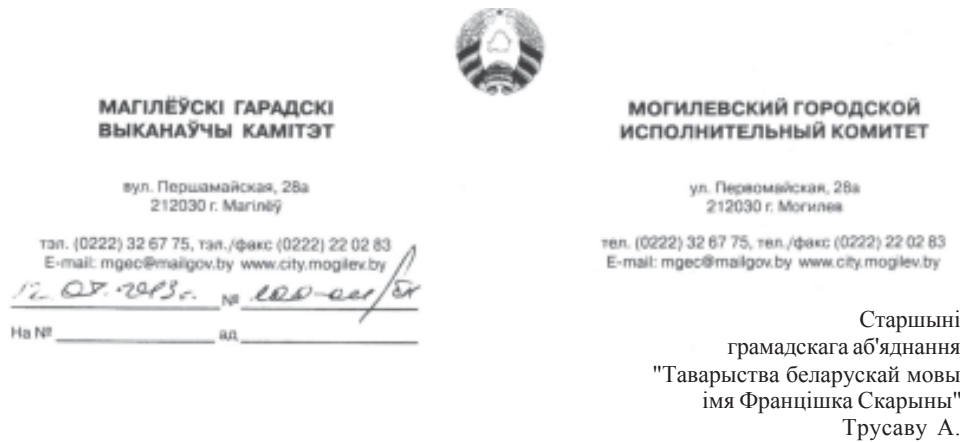 МАГІЛЁЎСКІ ГАРАДСКІ
ВЫКАНАЎЧЫ КАМІТЭТ
вул. Першамайская, 28а
212030 г. Магілёў
тэл. (0222) 32 67 75, тэл./факс (0222) 22 02 83
E-mail: mgec@mailgov.by www.city.mogilev.by
2013г. №
На № ад
МОГИЛЕВСКИЙ ГОРОДСКОЙ
ИСПОЛНИТЕЛЬНЫЙ КОМИТЕТ
ул. Первомайская, 28а
212030 г. Могилев
тел. (0222) 32 67 75, тел./факс (0222) 22 02 83
E-mail: mgec@mailgov.by www.city.mogilev.by
Старшыні
грамадскага аб'яднання
"Таварыства беларускай мовы
імя Францішка Скарыны"
Трусаву А.